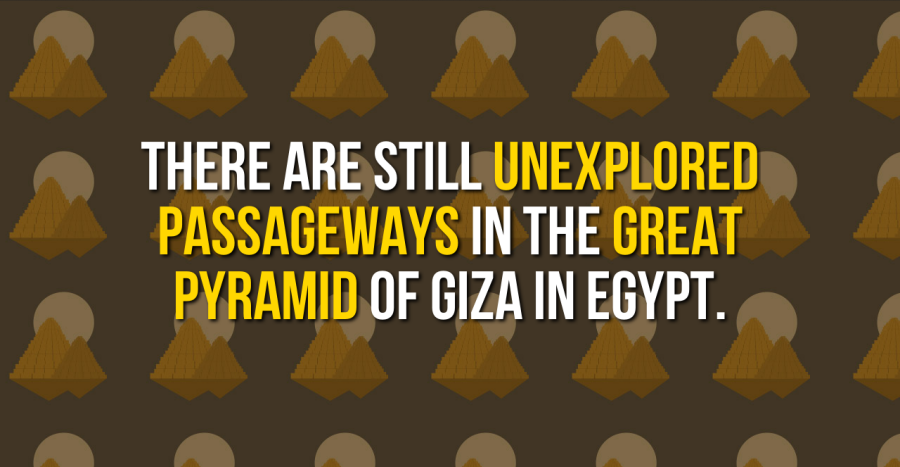 THERE ARE STILL UNEXPLORED
PASSAGEWAYS IN THE GREAT
PYRAMID OF GIZA IN EGYPT.